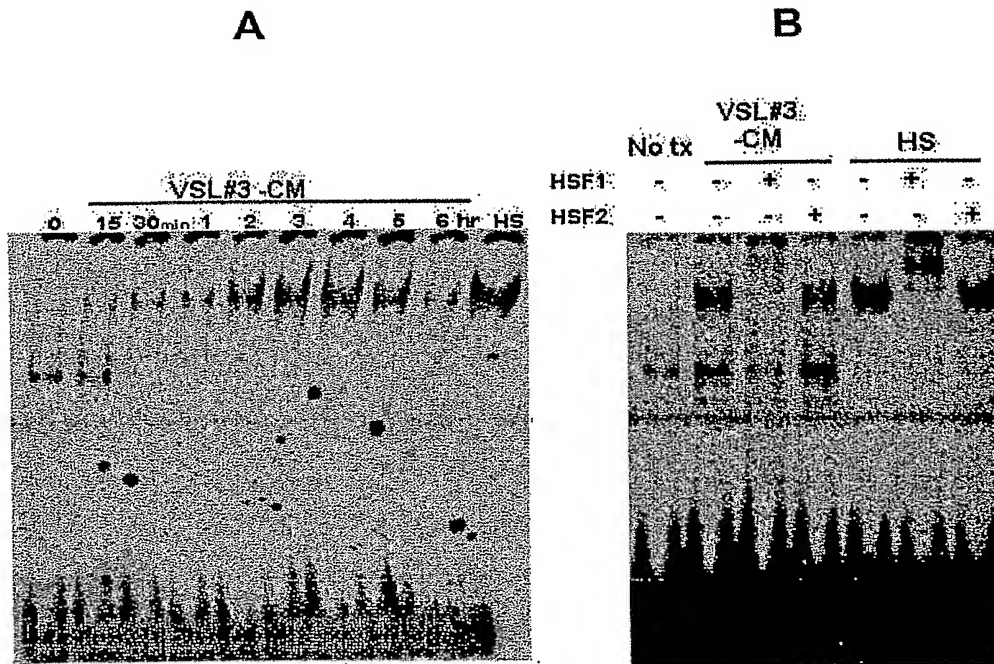 A
VSL#3 -CM
0 15 30min 1 2 3 4 5 6 hr HS
B
No tx VSL#3 -CM HS
HSF1 - - + - - + -
HSF2 - - - + - - +